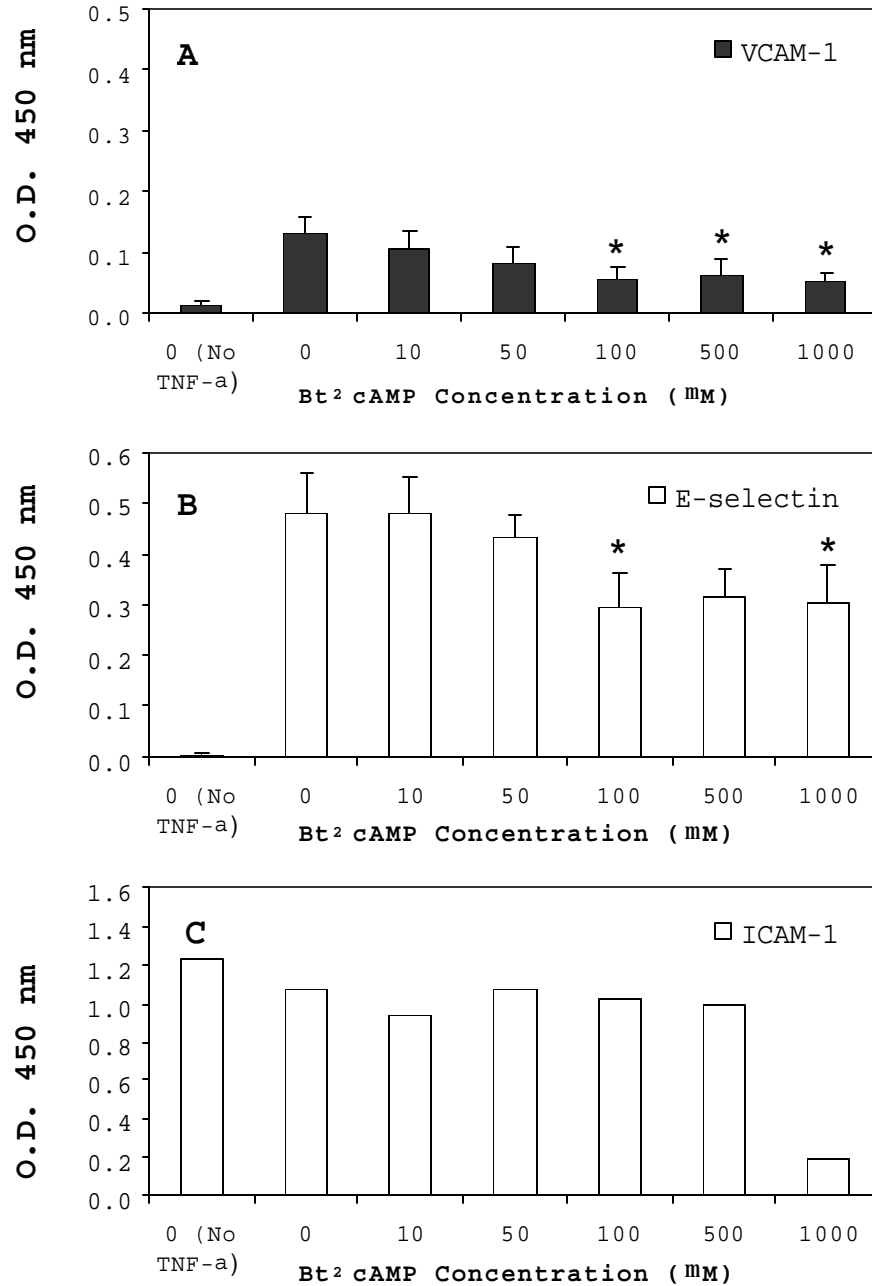 0.5
A
VCAM-1
0.4
0.3
0.2
0.1
0.0
* * *
O.D. 450 nm
0 (No TNF-a) 0 10 50 100 500 1000
Bt² cAMP Concentration (mM)
0.6
B
E-selectin
0.5
0.4
0.3
0.2
0.1
0.0
* *
O.D. 450 nm
0 (No TNF-a) 0 10 50 100 500 1000
Bt² cAMP Concentration (mM)
1.6
1.4
C
ICAM-1
1.2
1.0
0.8
0.6
0.4
0.2
0.0
O.D. 450 nm
0 (No TNF-a) 0 10 50 100 500 1000
Bt² cAMP Concentration (mM)